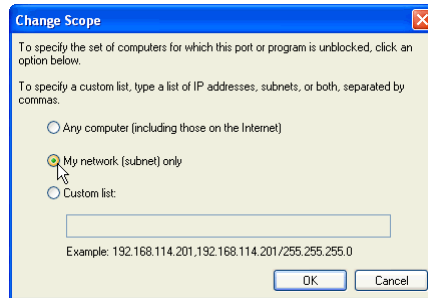 Change Scope
To specify the set of computers for which this port or program is unblocked, click an
option below.
To specify a custom list, type a list of IP addresses, subnets, or both, separated by
commas.
Any computer (including those on the Internet)
My network (subnet) only
Custom list:
Example: 192.168.114.201,192.168.114.201/255.255.255.0
OK Cancel